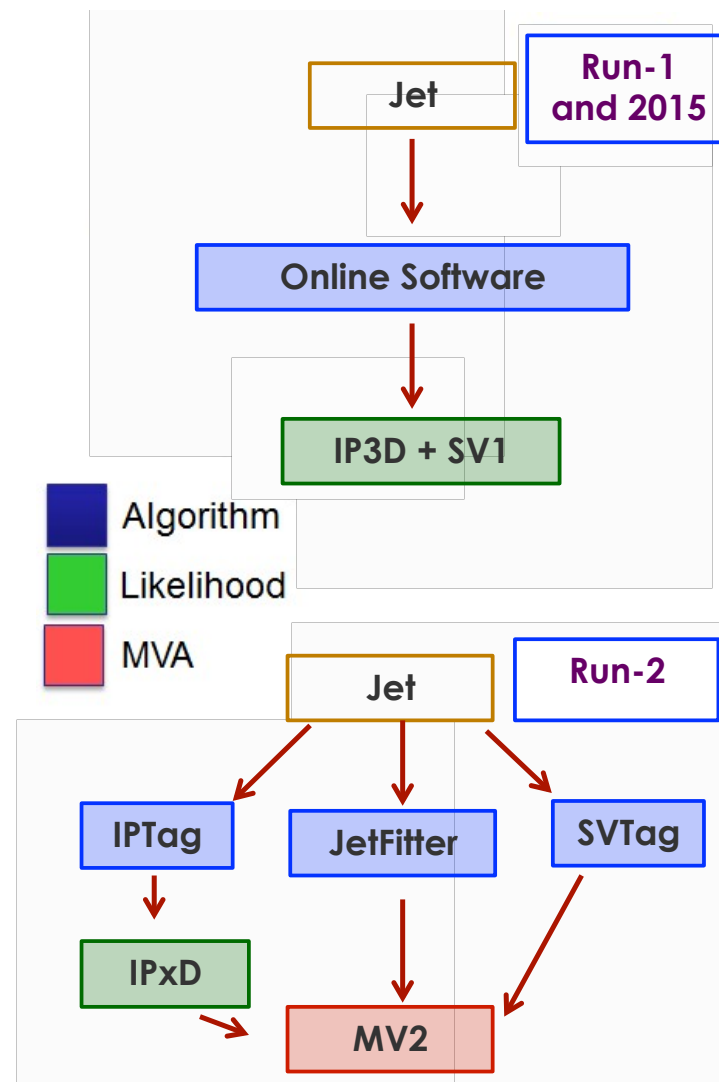 Jet
Run-1
and 2015
Online Software
IP3D + SV1
Algorithm
Likelihood
MVA
Jet
Run-2
IPTag
JetFitter
SVTag
IPxD
MV2